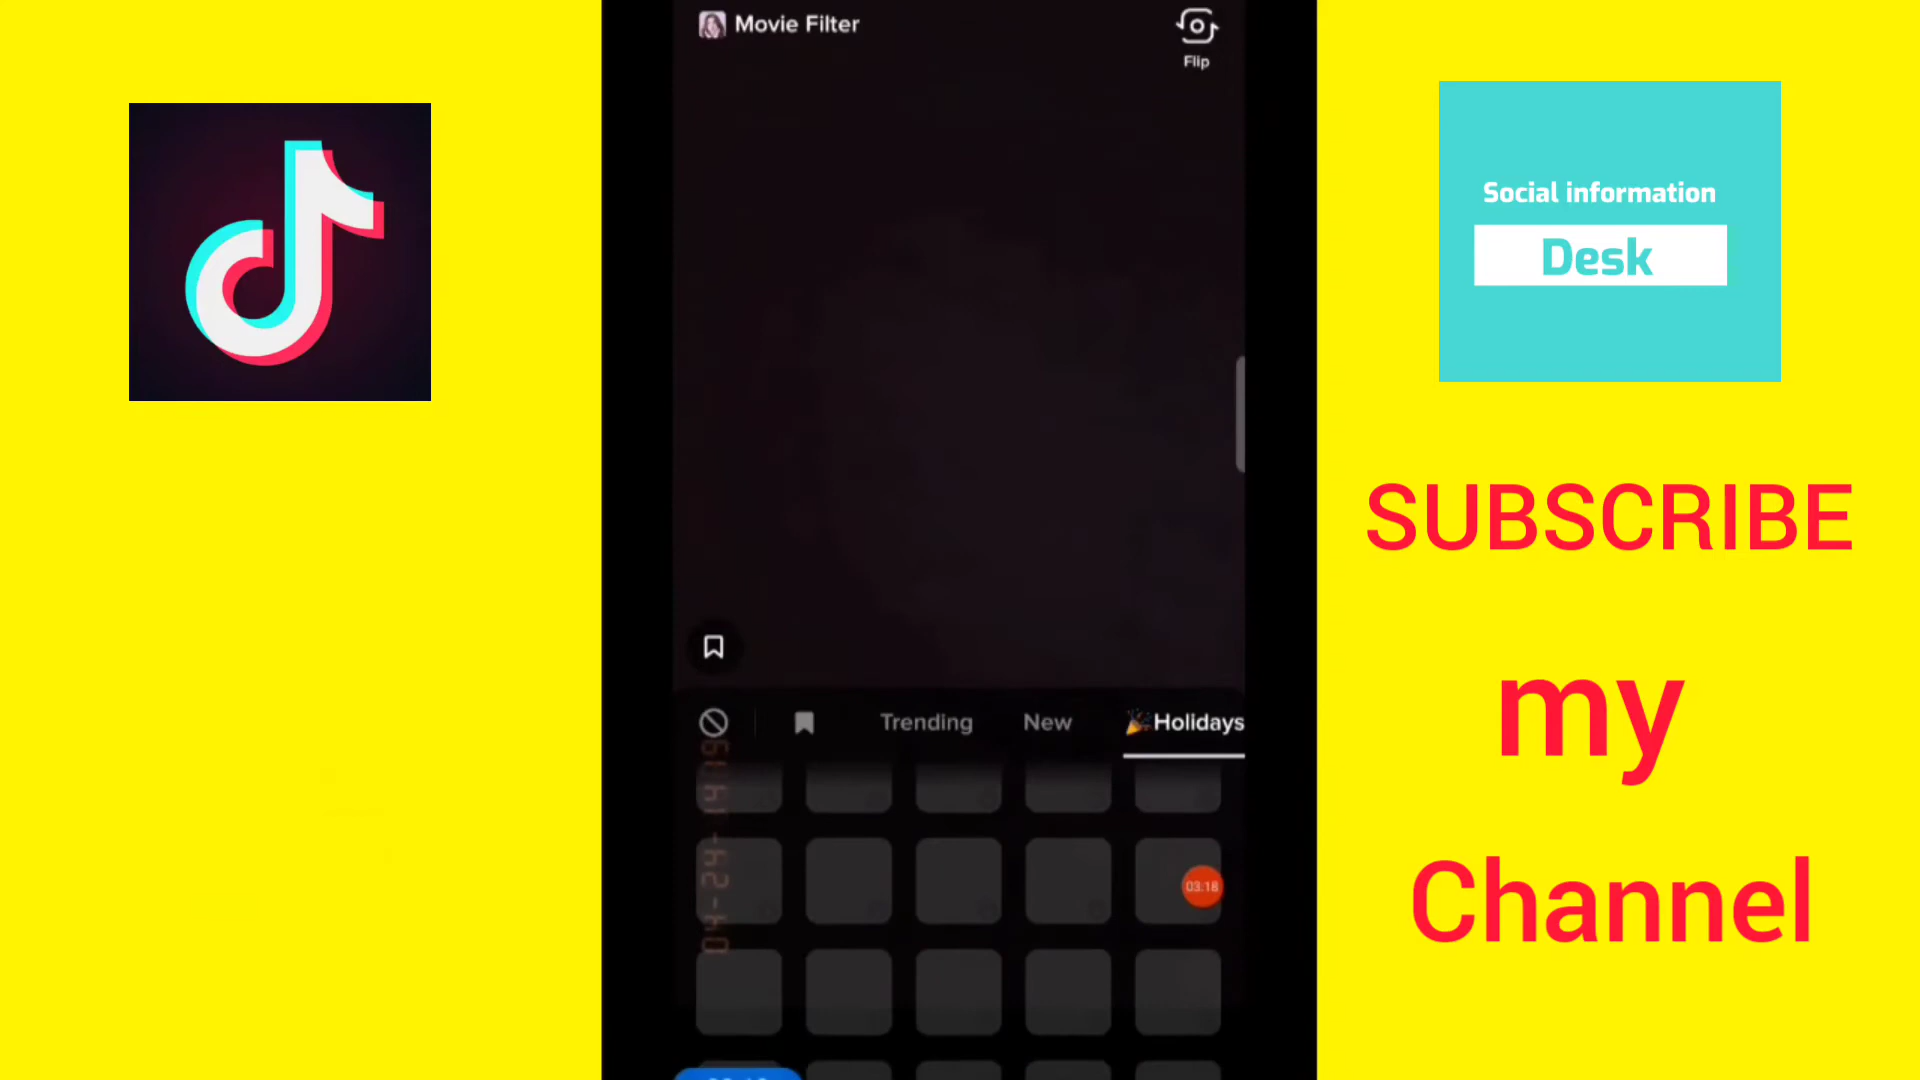 Movie Filter
Flip
Social information
Desk
SUBSCRIBE
my
Channel
Trending
New
Holidays
03:18